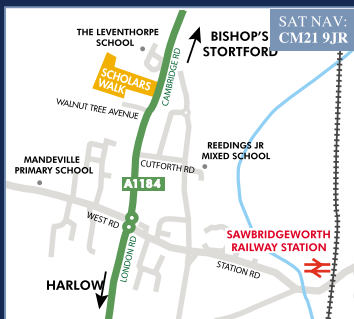 SAT NAV:
CM21 9JR
THE LEVENTHORPE
SCHOOL
BISHOP'S
STORTFORD
CAMBRIDGE RD
SCHOLARS
WALK
WALNUT TREE AVENUE
REEDINGS JR
MIXED SCHOOL
MANDEVILLE
PRIMARY SCHOOL
CUTFORTH RD
A1184
WEST RD
SAWBRIDGEWORTH
RAILWAY STATION
STATION RD
LONDON RD
HARLOW